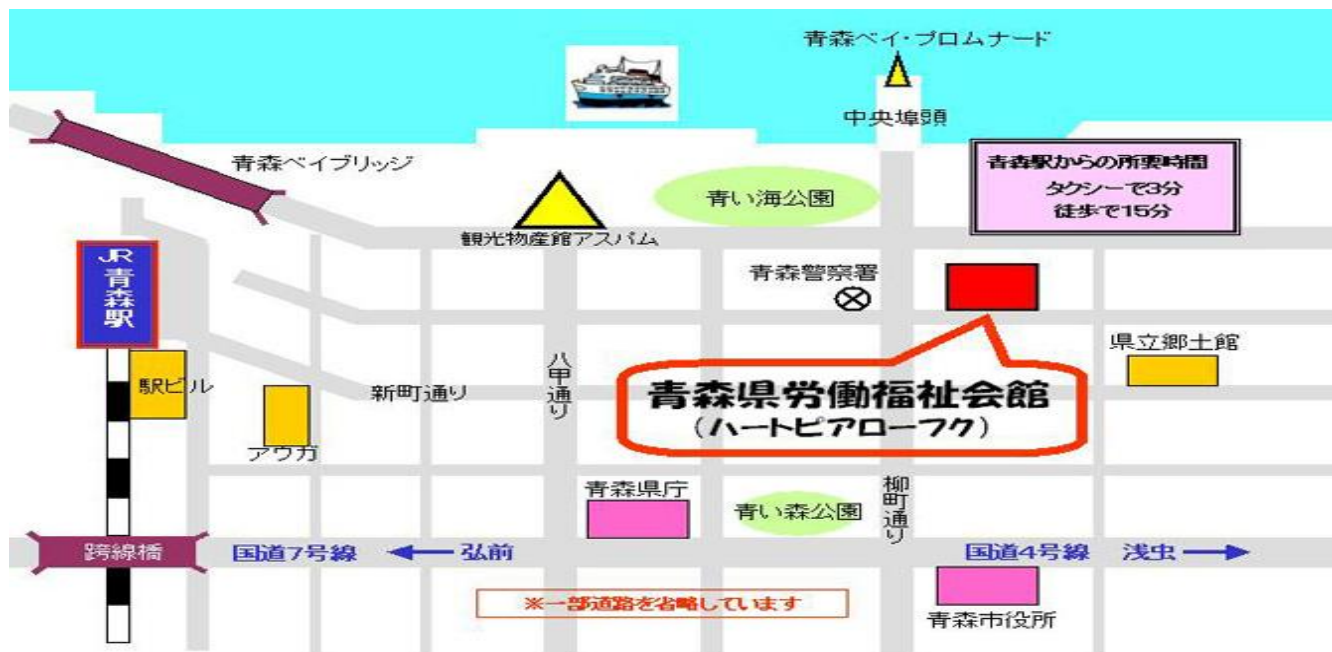 青森ベイ・プロムナード
中央埠頭
青森ベイブリッジ
青森駅からの所要時間
タクシーで3分
徒歩で15分
青い海公園
観光物産館アスパム
JR
青森駅
青森警察署
県立郷土館
駅ビル
アウガ
新町通り
八甲通り
青森県労働福祉会館
(ハートピアローフク)
青森県庁
青い森公園
柳町通り
跨線橋
国道7号線
弘前
国道4号線
浅虫
※一部道路を省略しています
青森市役所